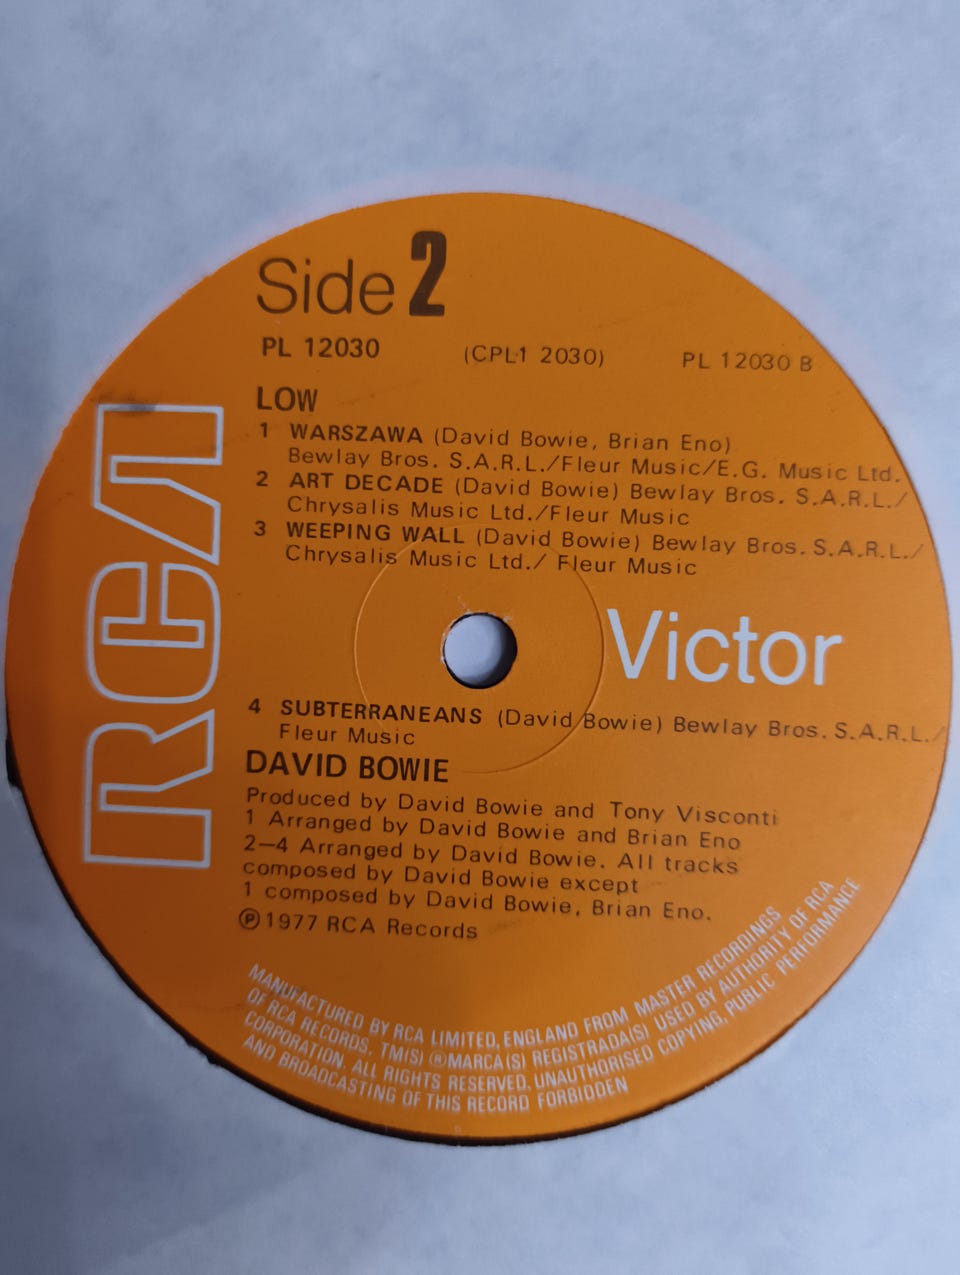 Side 2
PL 12030 (CPL1 2030) PL 12030 B
LOW
1 WARSZAWA (David Bowie, Brian Eno)
Bewlay Bros. S.A.R.L./Fleur Music/E.G. Music Ltd.
2 ART DECADE (David Bowie) Bewlay Bros. S.A.R.L./
Chrysalis Music Ltd./Fleur Music
3 WEEPING WALL (David Bowie) Bewlay Bros. S.A.R.L./
Chrysalis Music Ltd./ Fleur Music
RCA
Victor
4 SUBTERRANEANS (David Bowie) Bewlay Bros. S.A.R.L./
Fleur Music
DAVID BOWIE
Produced by David Bowie and Tony Visconti
1 Arranged by David Bowie and Brian Eno
2–4 Arranged by David Bowie. All tracks
composed by David Bowie except
1 composed by David Bowie, Brian Eno.
℗1977 RCA Records
MANUFACTURED BY RCA LIMITED, ENGLAND FROM MASTER RECORDINGS
OF RCA RECORDS. TM(S) ® MARCA(S) REGISTRADA(S) USED BY AUTHORITY OF RCA
CORPORATION. ALL RIGHTS RESERVED. UNAUTHORISED COPYING, PUBLIC PERFORMANCE
AND BROADCASTING OF THIS RECORD FORBIDDEN